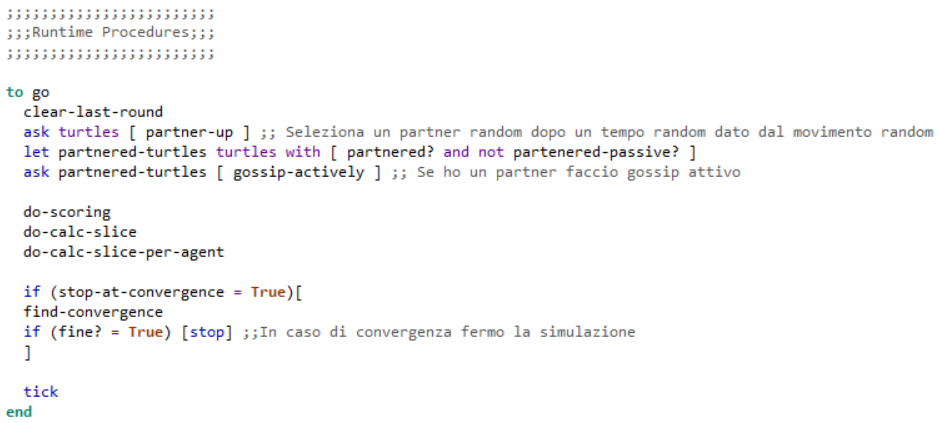 ;;;;;;;;;;;;;;;;;;;;;;;;
;;;Runtime Procedures;;;
;;;;;;;;;;;;;;;;;;;;;;;;
to go
clear-last-round
ask turtles [ partner-up ] ;; Seleziona un partner random dopo un tempo random dato dal movimento random
let partnered-turtles turtles with [ partnered? and not partenered-passive? ]
ask partnered-turtles [ gossip-actively ] ;; Se ho un partner faccio gossip attivo
do-scoring
do-calc-slice
do-calc-slice-per-agent
if (stop-at-convergence = True)[
find-convergence
if (fine? = True) [stop] ;;In caso di convergenza fermo la simulazione
]
tick
end